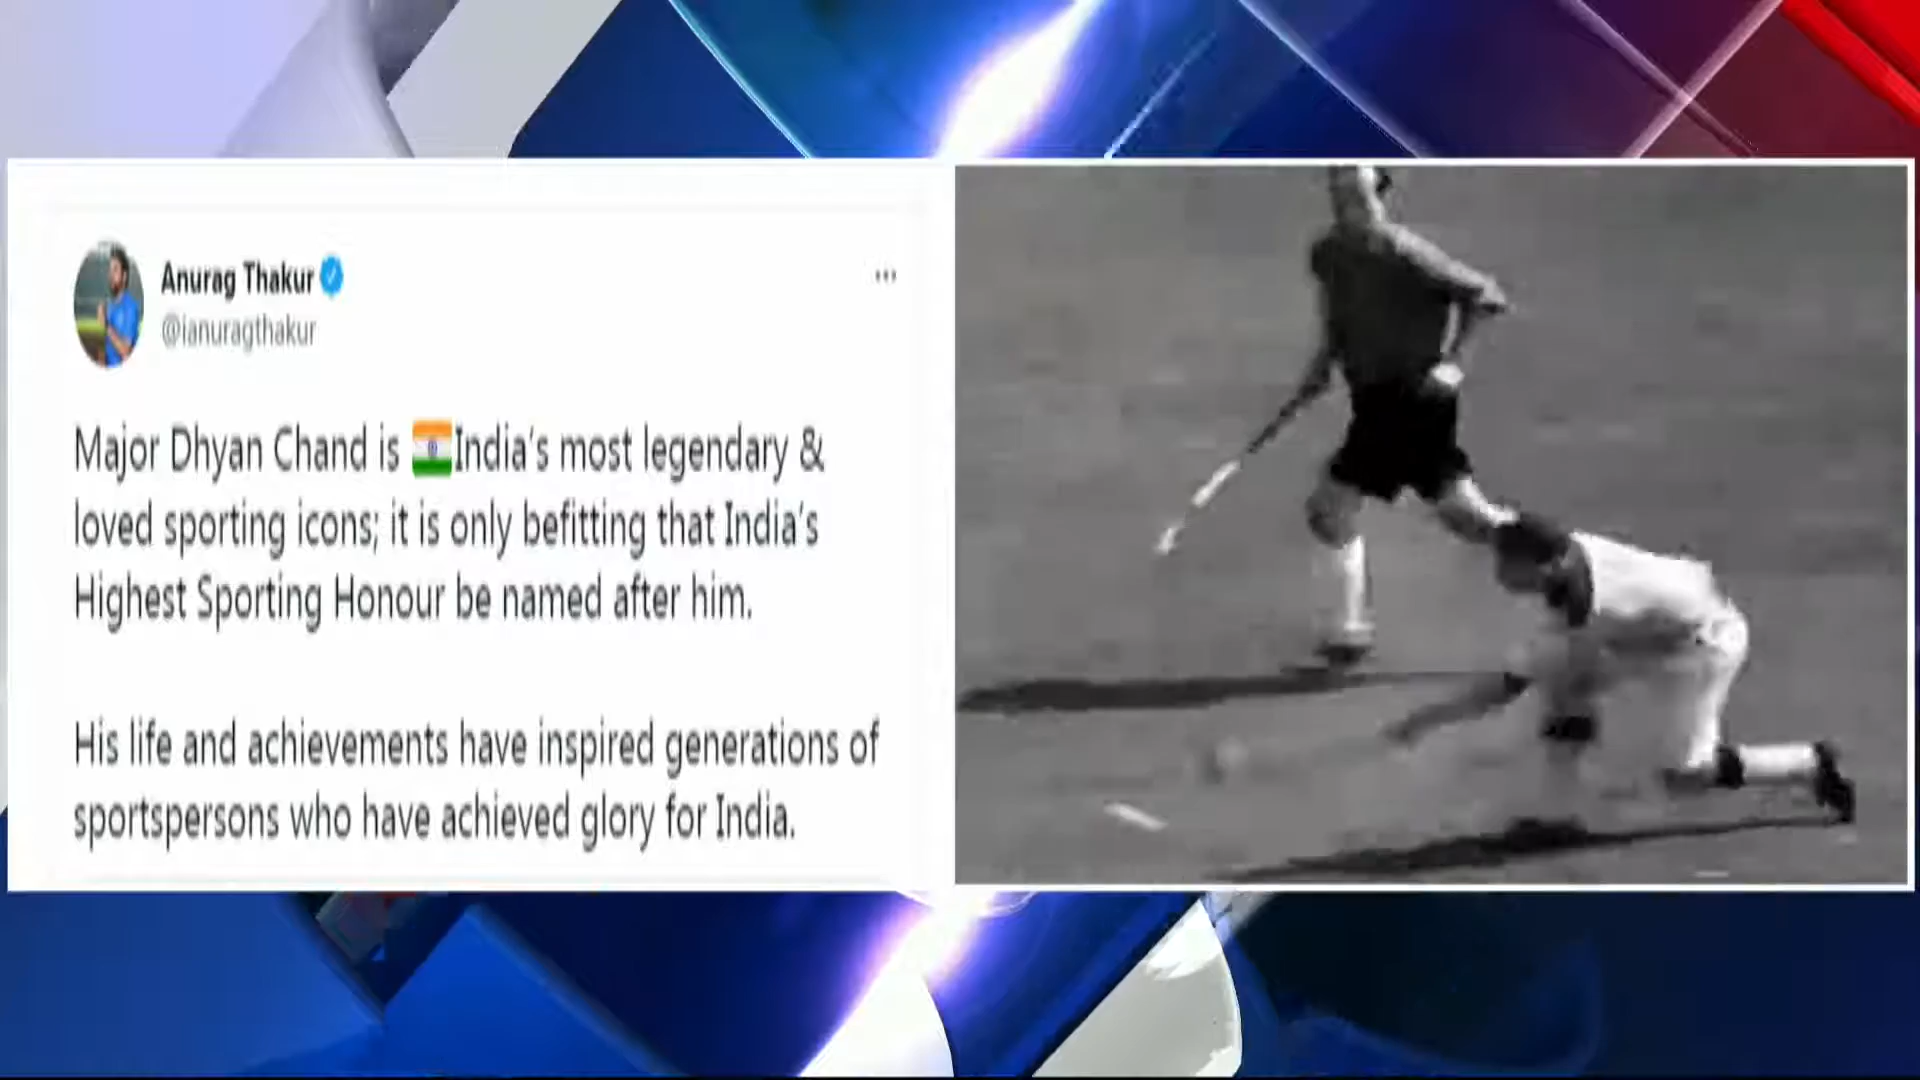 Anurag Thakur
@ianuragthakur
Major Dhyan Chand is 🇮🇳India's most legendary &
loved sporting icons; it is only befitting that India's
Highest Sporting Honour be named after him.
His life and achievements have inspired generations of
sportspersons who have achieved glory for India.